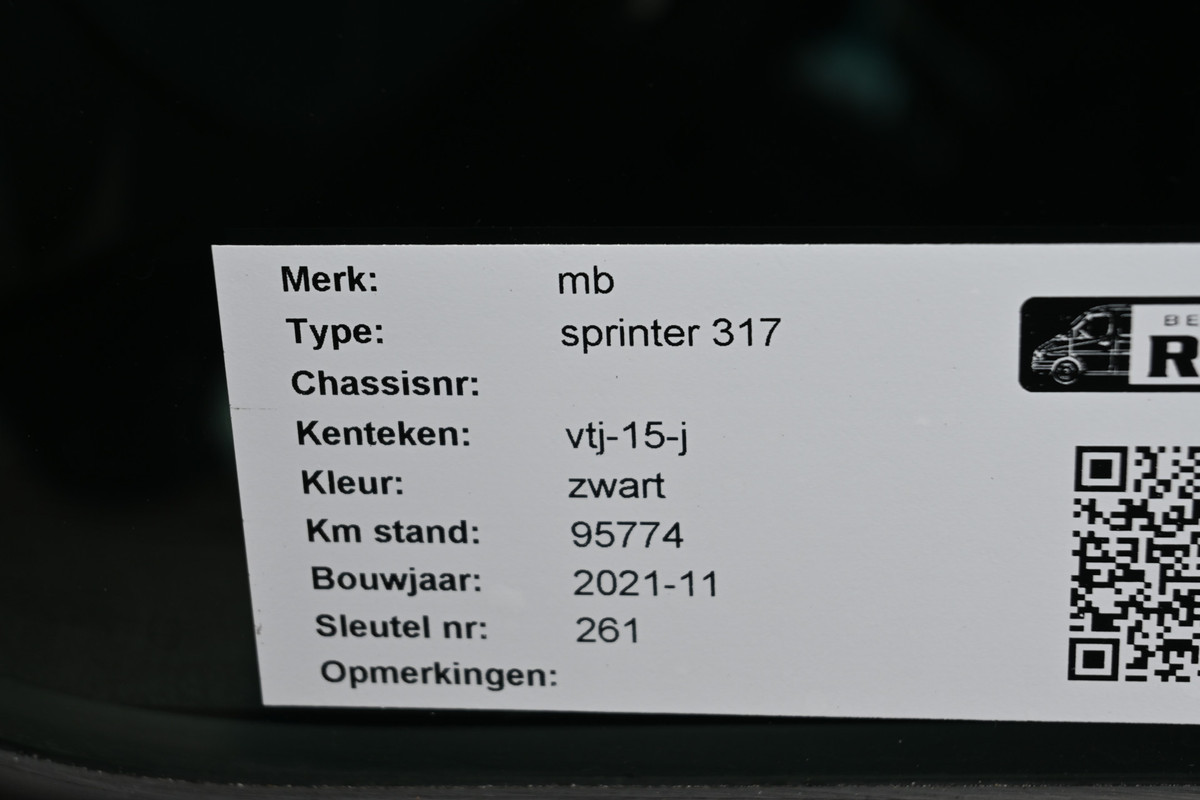 Merk: mb
Type: sprinter 317
Chassisnr:
Kenteken: vtj-15-j
Kleur: zwart
Km stand: 95774
Bouwjaar: 2021-11
Sleutel nr: 261
Opmerkingen: